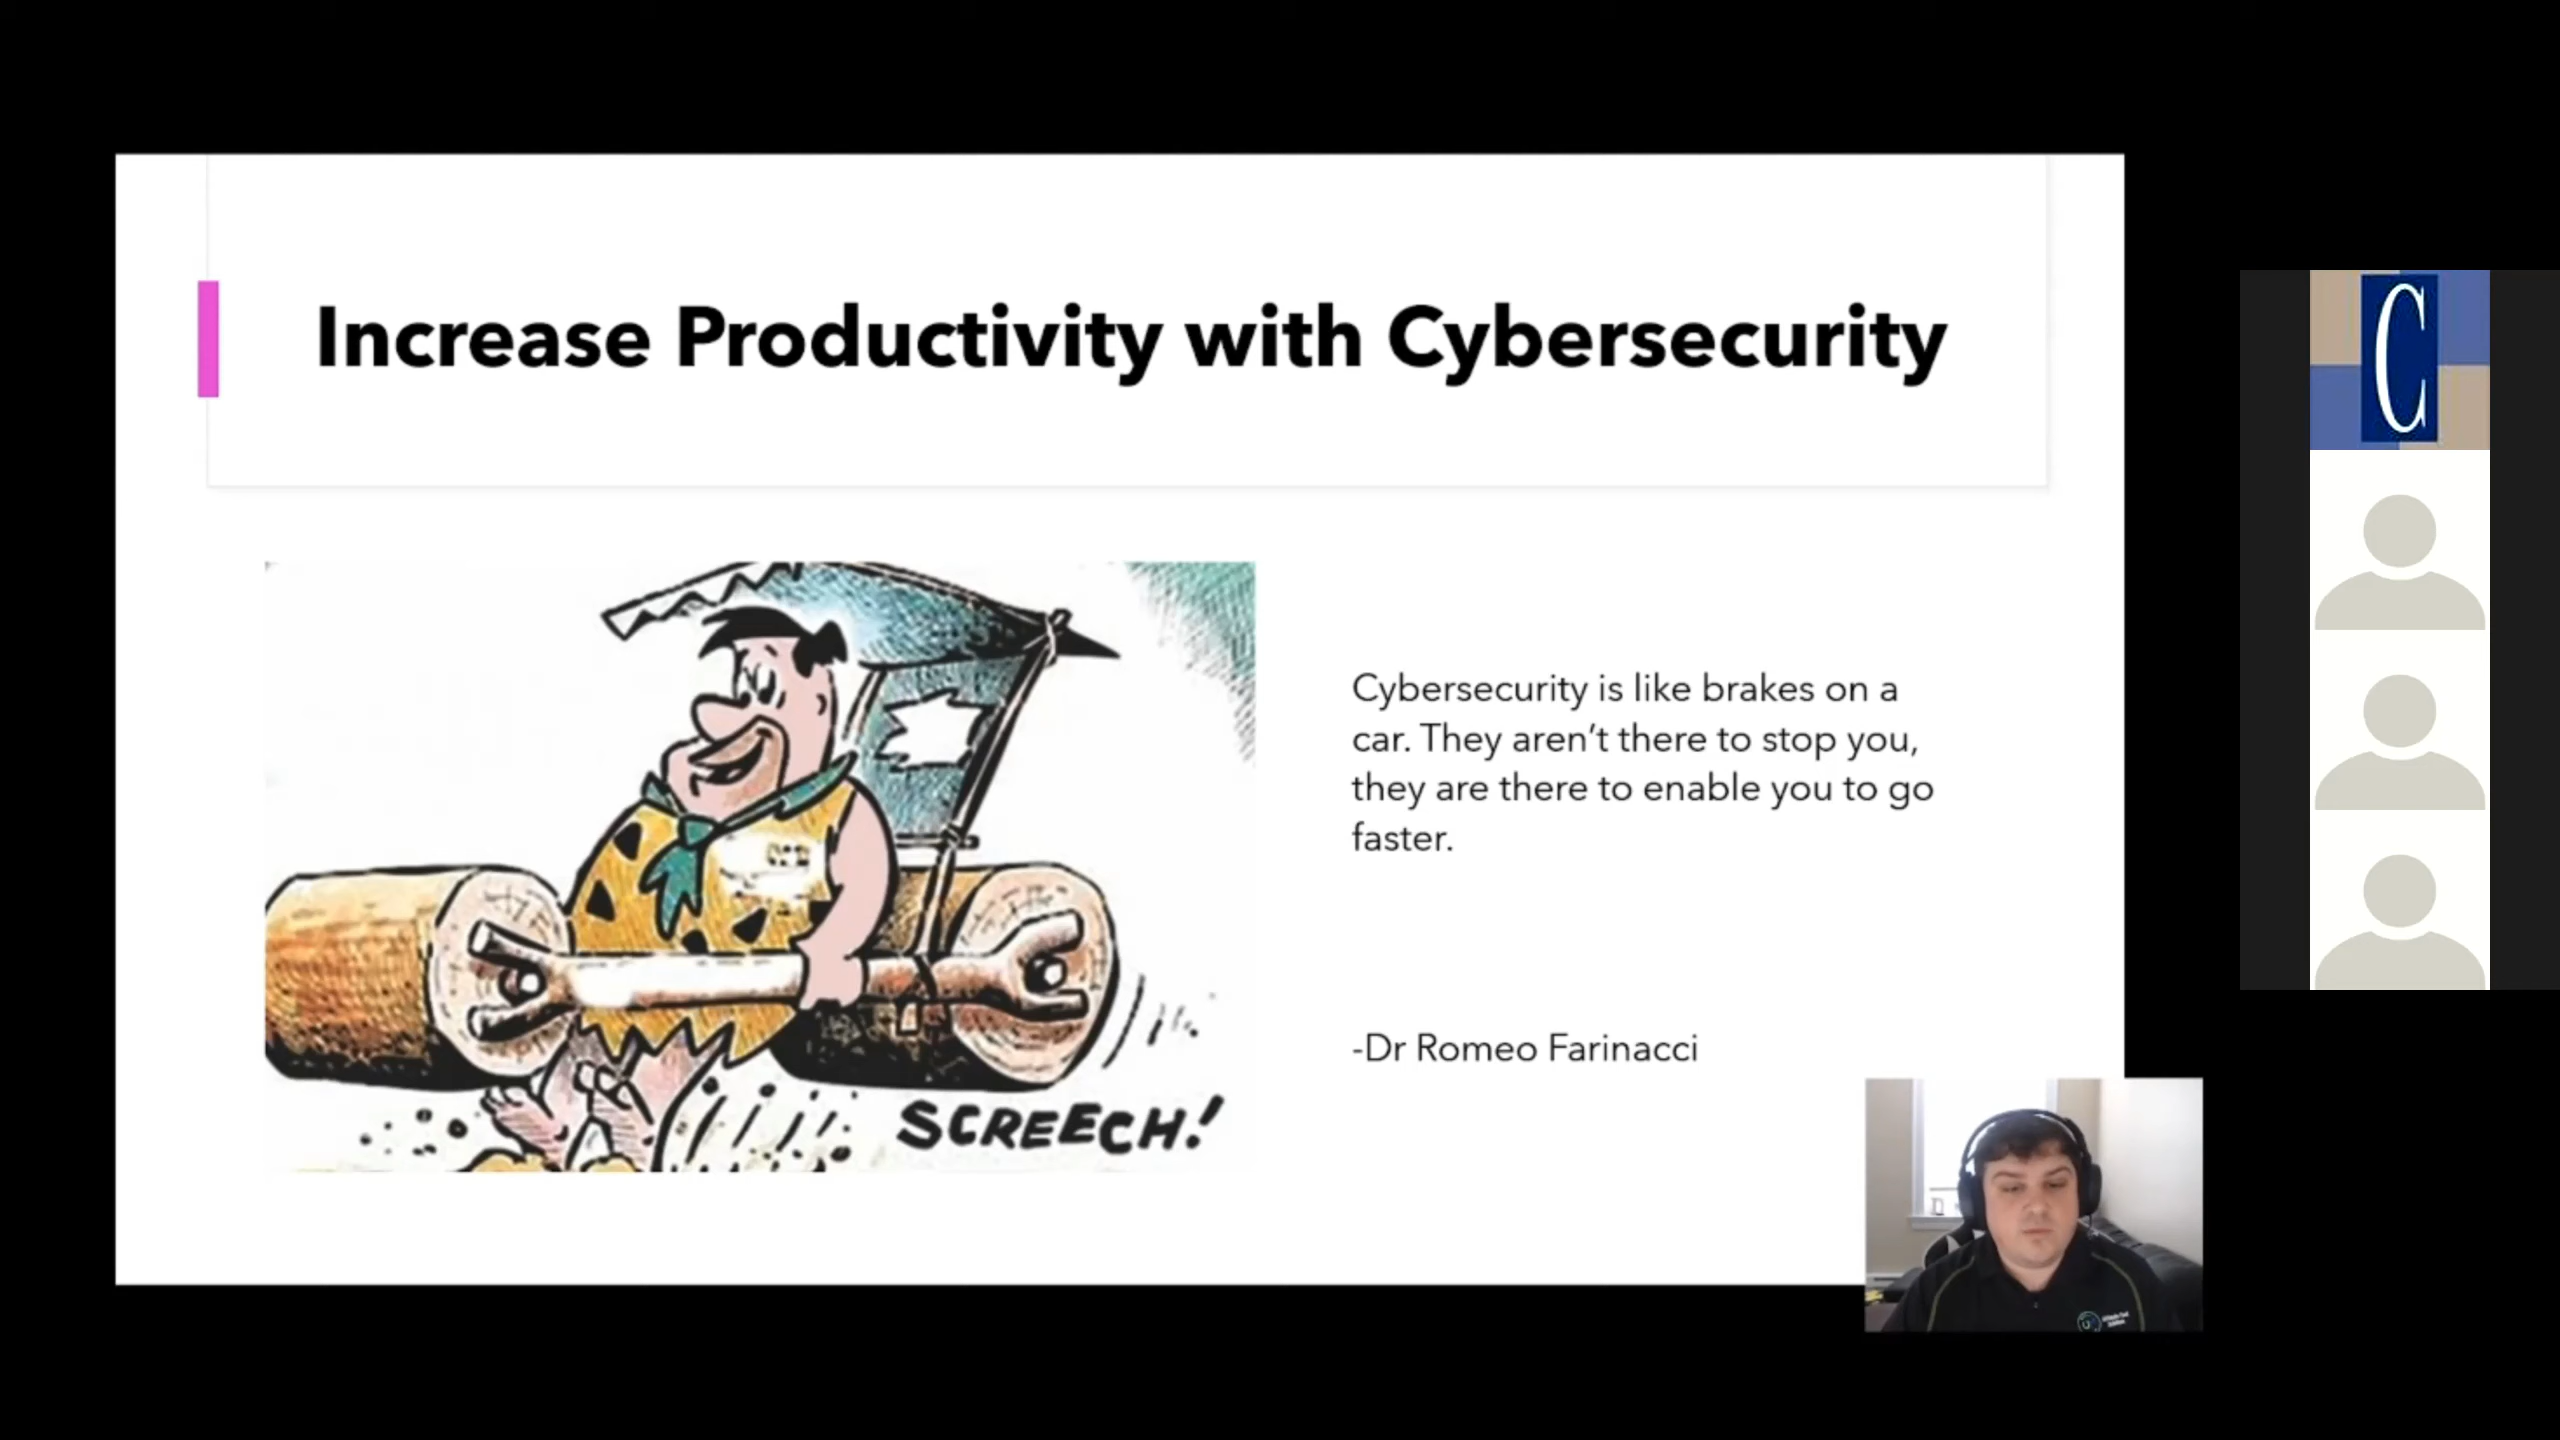 Increase Productivity with Cybersecurity
C
Cybersecurity is like brakes on a
car. They aren’t there to stop you,
they are there to enable you to go
faster.
-Dr Romeo Farinacci
SCREECH!